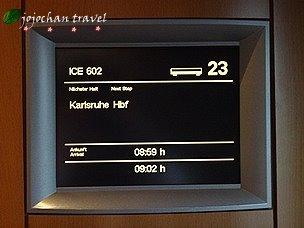 jojochan travel
ICE 602 23
Nächster Halt Next Stop
Karlsruhe Hbf
Ankunft
Arrival 08:59 h
09:02 h